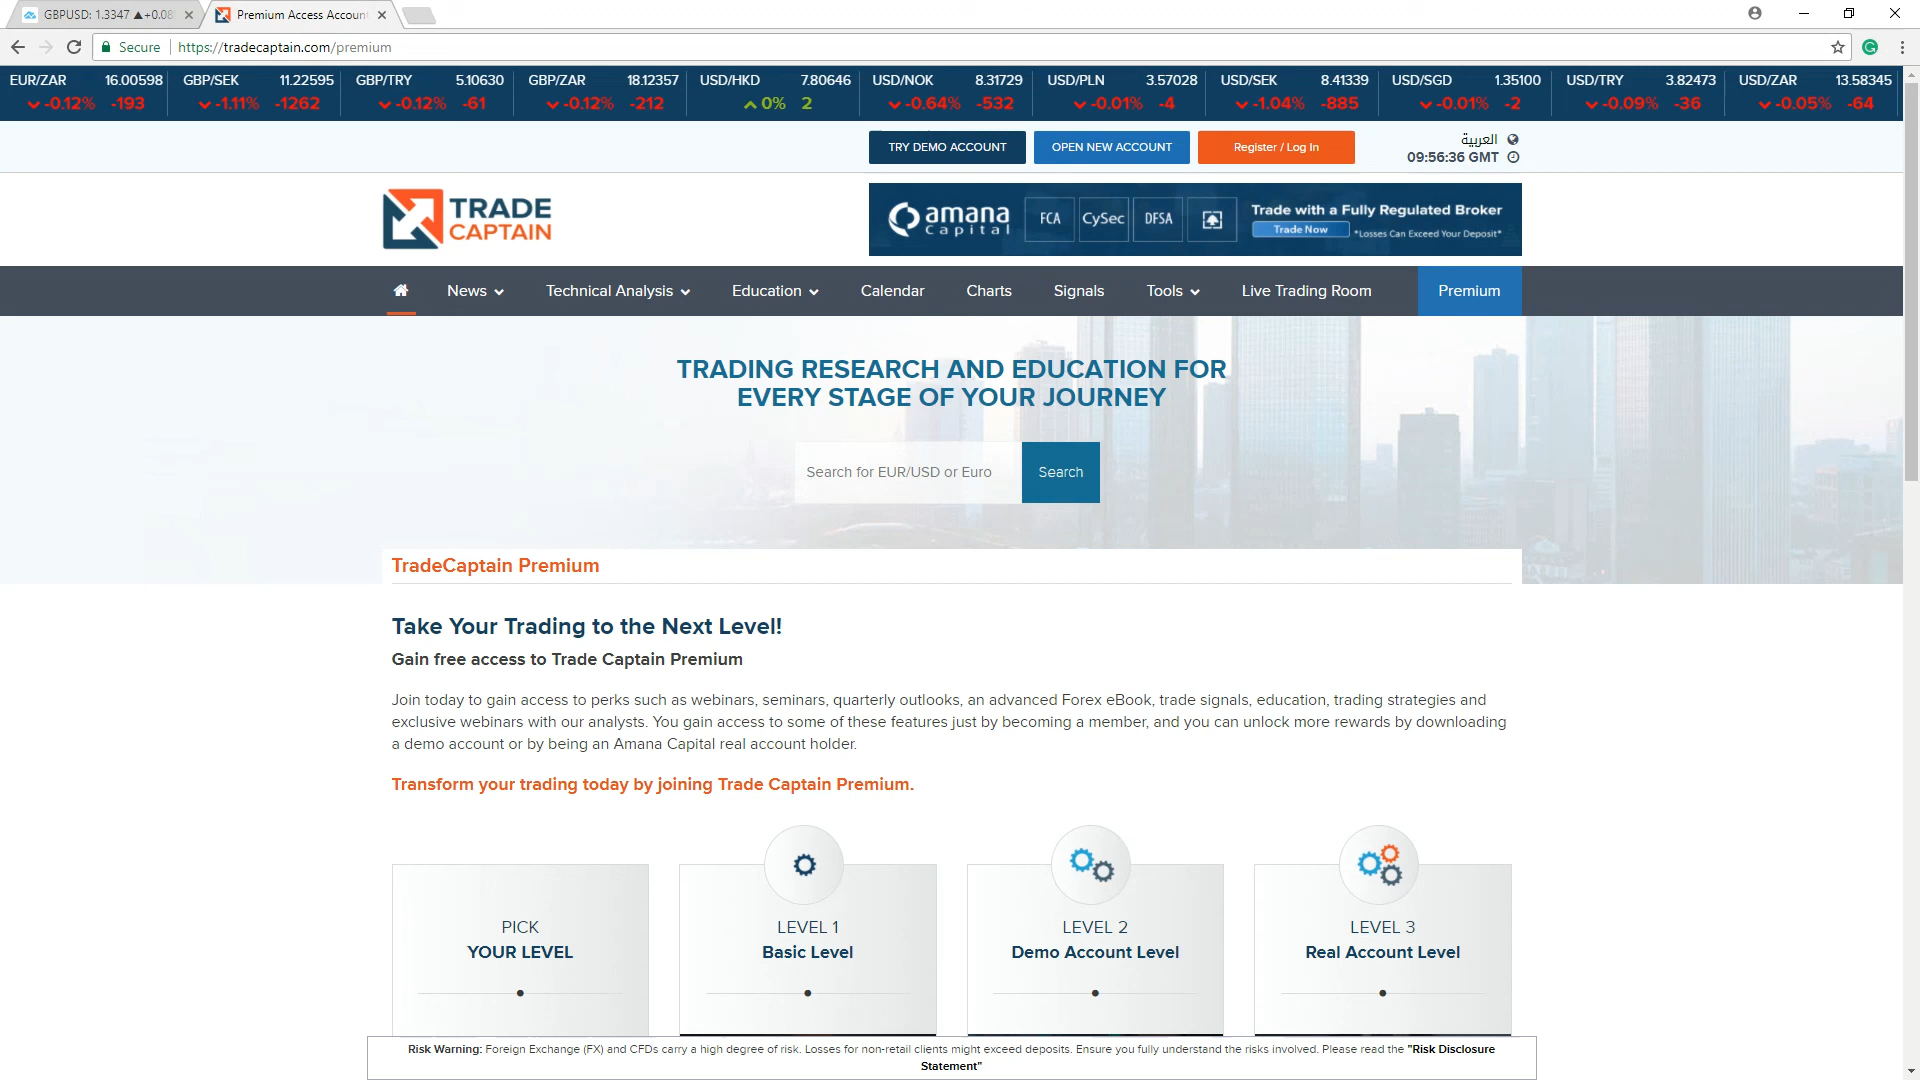 GBPUSD: 1.3347 ▲+0.08
Premium Access Account
Secure
https://tradecaptain.com/premium
EUR/ZAR 16.00598 GBP/SEK 11.22595 GBP/TRY 5.10630 GBP/ZAR 18.12357 USD/HKD 7.80646 USD/NOK 8.31729 USD/PLN 3.57028 USD/SEK 8.41339 USD/SGD 1.35100 USD/TRY 3.82473 USD/ZAR 13.58345
-0.12% -193 -1.11% -1262 -0.12% -61 -0.12% -212 0% 2 -0.64% -532 -0.01% -4 -1.04% -885 -0.01% -2 -0.09% -36 -0.05% -64
TRY DEMO ACCOUNT
OPEN NEW ACCOUNT
Register / Log In
العربية
09:56:36 GMT
TRADE
CAPTAIN
amana
capital
FCA
CySec
DFSA
Trade with a Fully Regulated Broker
Trade Now *Losses Can Exceed Your Deposit*
News Technical Analysis Education Calendar Charts Signals Tools Live Trading Room Premium
TRADING RESEARCH AND EDUCATION FOR
EVERY STAGE OF YOUR JOURNEY
Search for EUR/USD or Euro
Search
TradeCaptain Premium
Take Your Trading to the Next Level!
Gain free access to Trade Captain Premium
Join today to gain access to perks such as webinars, seminars, quarterly outlooks, an advanced Forex eBook, trade signals, education, trading strategies and
exclusive webinars with our analysts. You gain access to some of these features just by becoming a member, and you can unlock more rewards by downloading
a demo account or by being an Amana Capital real account holder.
Transform your trading today by joining Trade Captain Premium.
PICK
YOUR LEVEL
LEVEL 1
Basic Level
LEVEL 2
Demo Account Level
LEVEL 3
Real Account Level
Risk Warning: Foreign Exchange (FX) and CFDs carry a high degree of risk. Losses for non-retail clients might exceed deposits. Ensure you fully understand the risks involved. Please read the "Risk Disclosure
Statement"